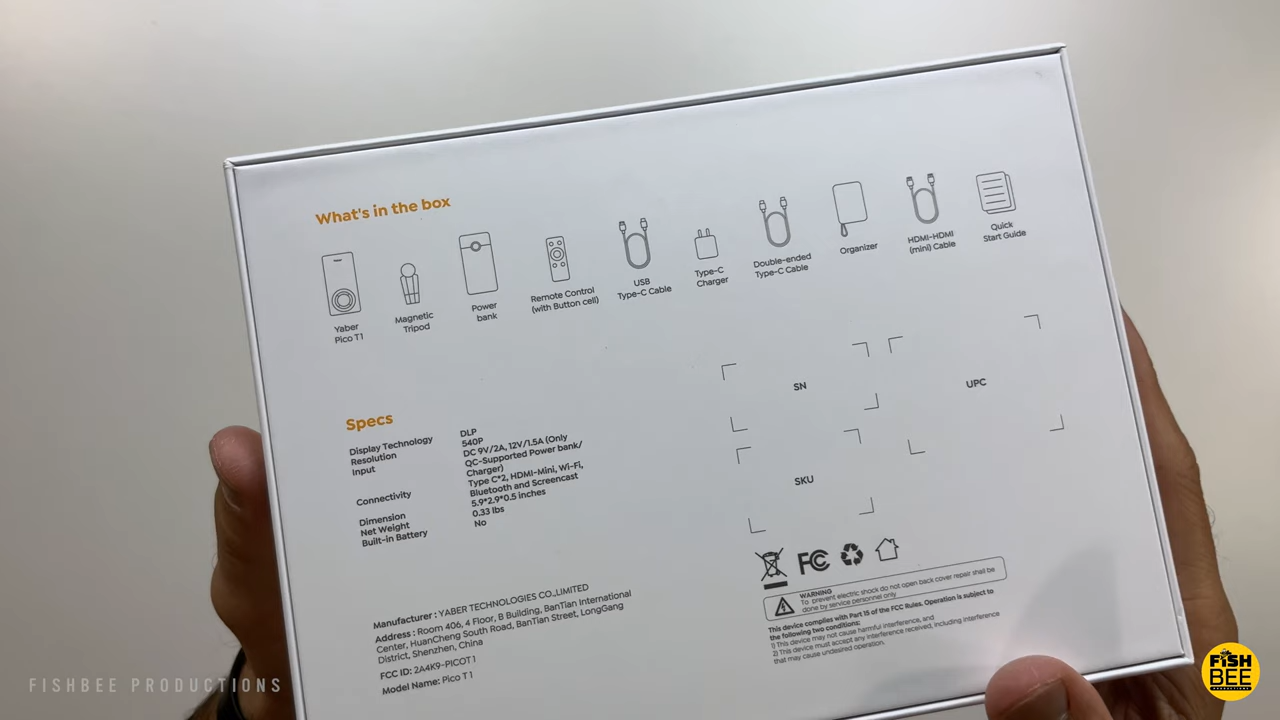 What's in the box
Yaber
Pico T1
Magnetic
Tripod
Power
bank
Remote Control
(with Button cell)
USB
Type-C Cable
Type-C
Charger
Double-ended
Type-C Cable
Organizer
HDMI-HDMI
(mini) Cable
Quick
Start Guide
Specs
Display Technology DLP
Resolution 540P
Input DC 9V/2A, 12V/1.5A (Only
QC-Supported Power bank/
Charger)
Connectivity Type C*2, HDMI-Mini, Wi-Fi,
Bluetooth and Screencast
Dimension 5.9*2.9*0.5 inches
Net Weight 0.33 lbs
Built-in Battery No
SN
UPC
SKU
Manufacturer : YABER TECHNOLOGIES CO.,LIMITED
Address : Room 406, 4 Floor, B Building, BanTian International
Center, HuanCheng South Road, BanTian Street, LongGang
District, Shenzhen, China
FCC ID: 2A4K9-PICOT1
Model Name: Pico T1
FC
WARNING
To prevent electric shock do not open back cover repair shall be
done by service personnel only
This device complies with Part 15 of the FCC Rules. Operation is subject to
the following two conditions:
1) This device may not cause harmful interference, and
2) This device must accept any interference received, including interference
that may cause undesired operation.
FISHBEE PRODUCTIONS
FISH
BEE
PRODUCTIONS